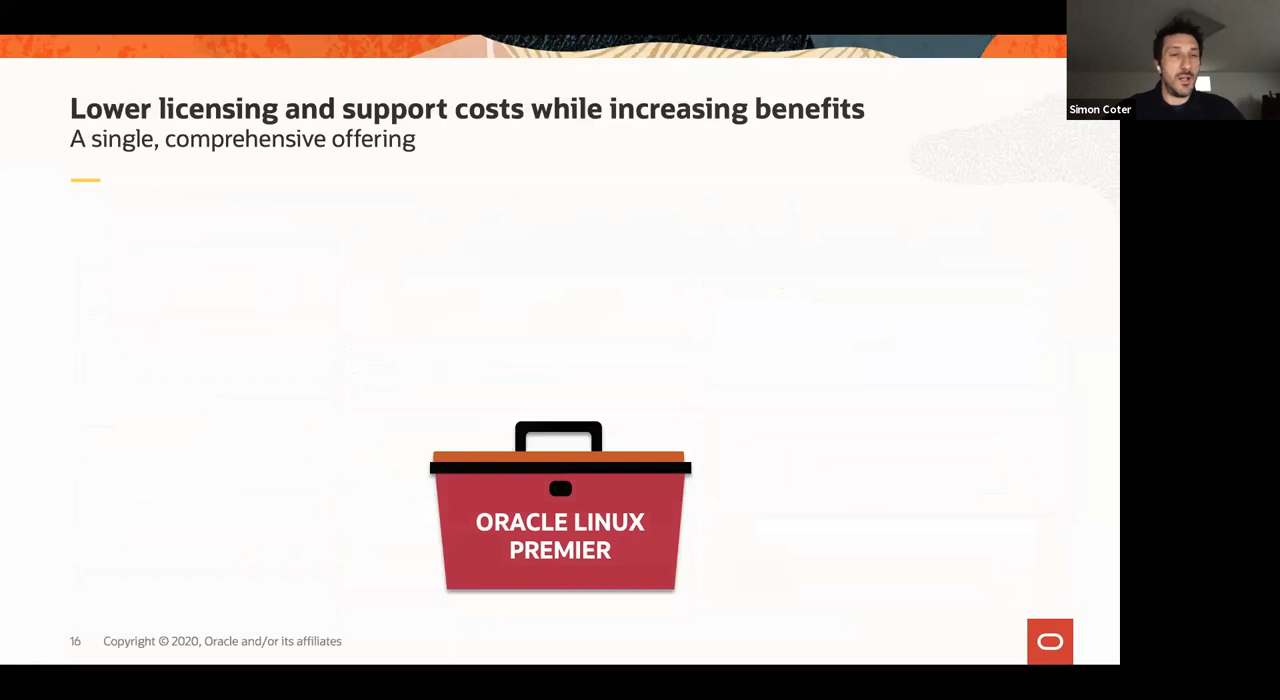 Lower licensing and support costs while increasing benefits
A single, comprehensive offering
Simon Coter
ORACLE LINUX
PREMIER
16 Copyright © 2020, Oracle and/or its affiliates